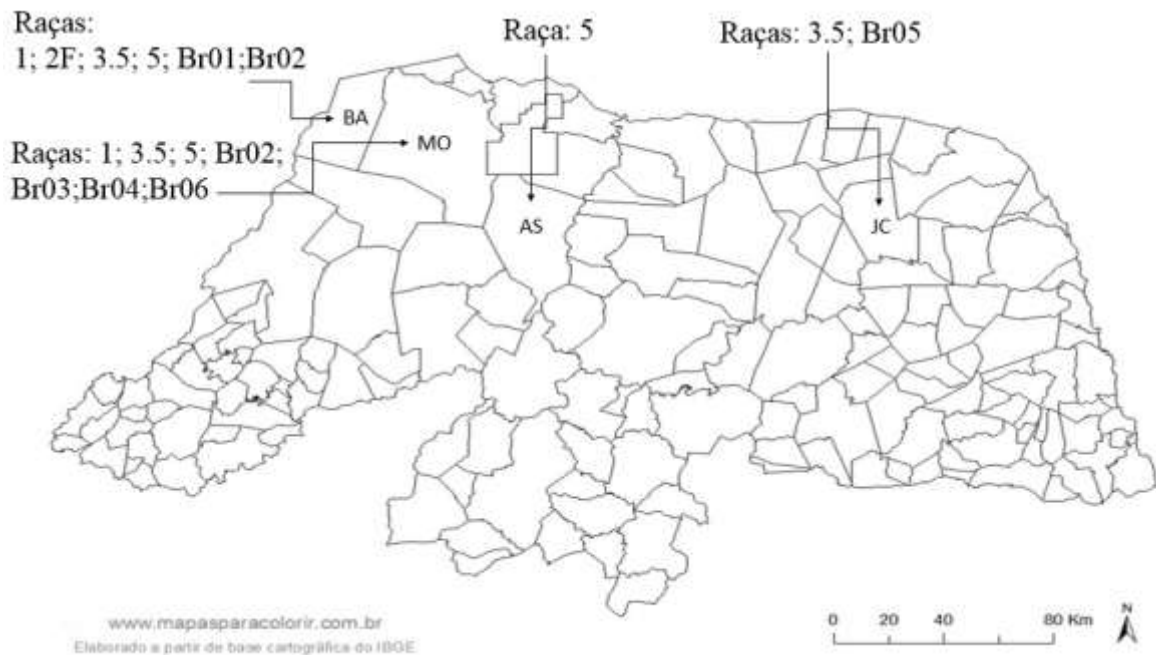 Raças:
1; 2F; 3.5; 5; Br01;Br02
Raça: 5
Raças: 3.5; Br05
BA
Raças: 1; 3.5; 5; Br02;
Br03;Br04;Br06
MO
AS
JC
www.mapasparacolorir.com.br
Elaborado a partir de base cartográfica do IBGE
0 20 40 80 Km
N